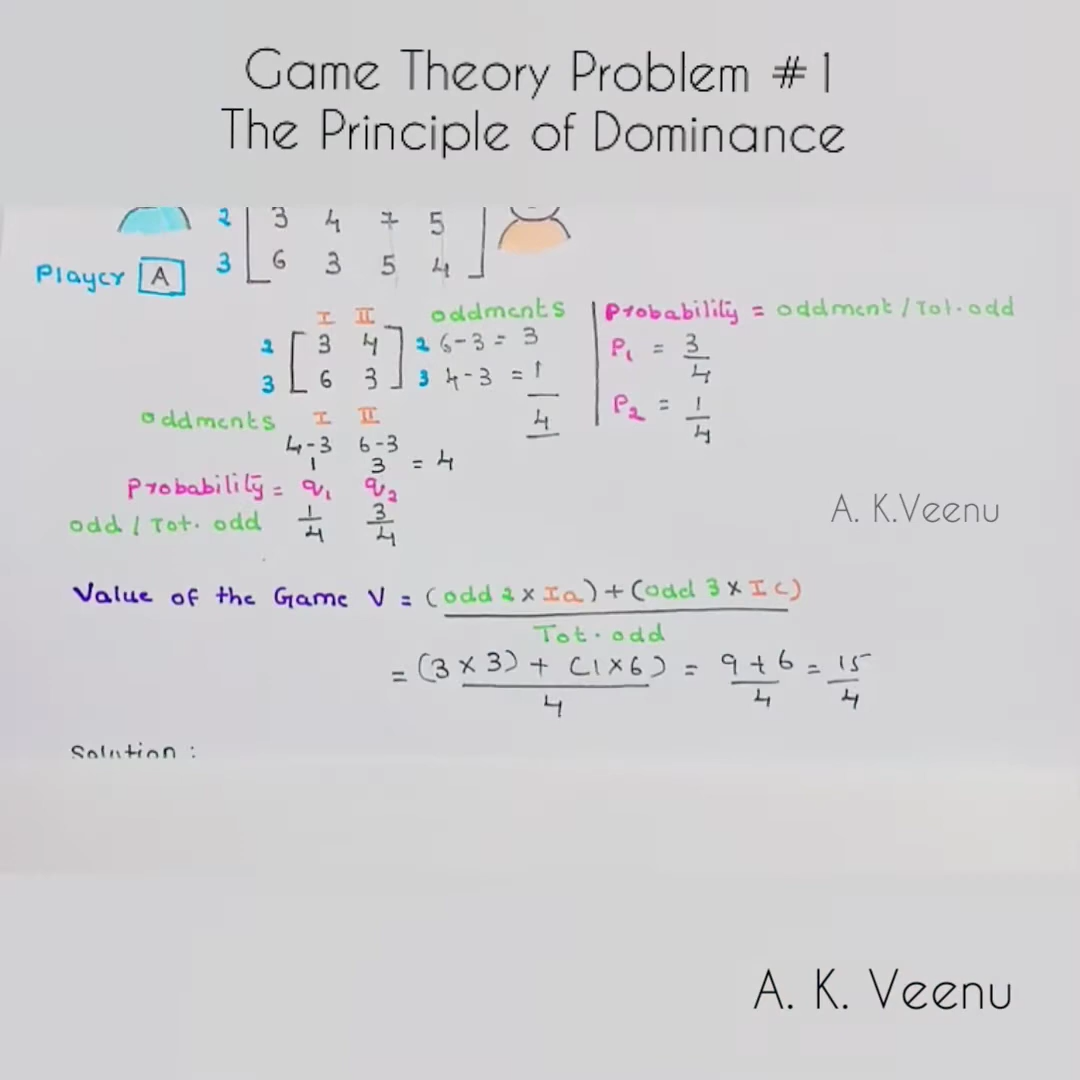 Game Theory Problem #1
The Principle of Dominance
2 [ 3 4 7 5 ]
3 [ 6 3 5 4 ]
Player A
I II oddments
2 [ 3 4 ] 2 6-3 = 3
3 [ 6 3 ] 3 4-3 = 1
4
Probability = oddment / Tot. odd
P1 = 3/4
P2 = 1/4
oddments I II
4-3 6-3
1 3 = 4
Probability = q1 q2
odd / Tot. odd 1/4 3/4
A. K.Veenu
Value of the Game V = (odd 2 x Ia) + (odd 3 x Ic)
Tot. odd
= (3 x 3) + (1 x 6) = 9+6 = 15
4 4 4
Solution :
A. K. Veenu